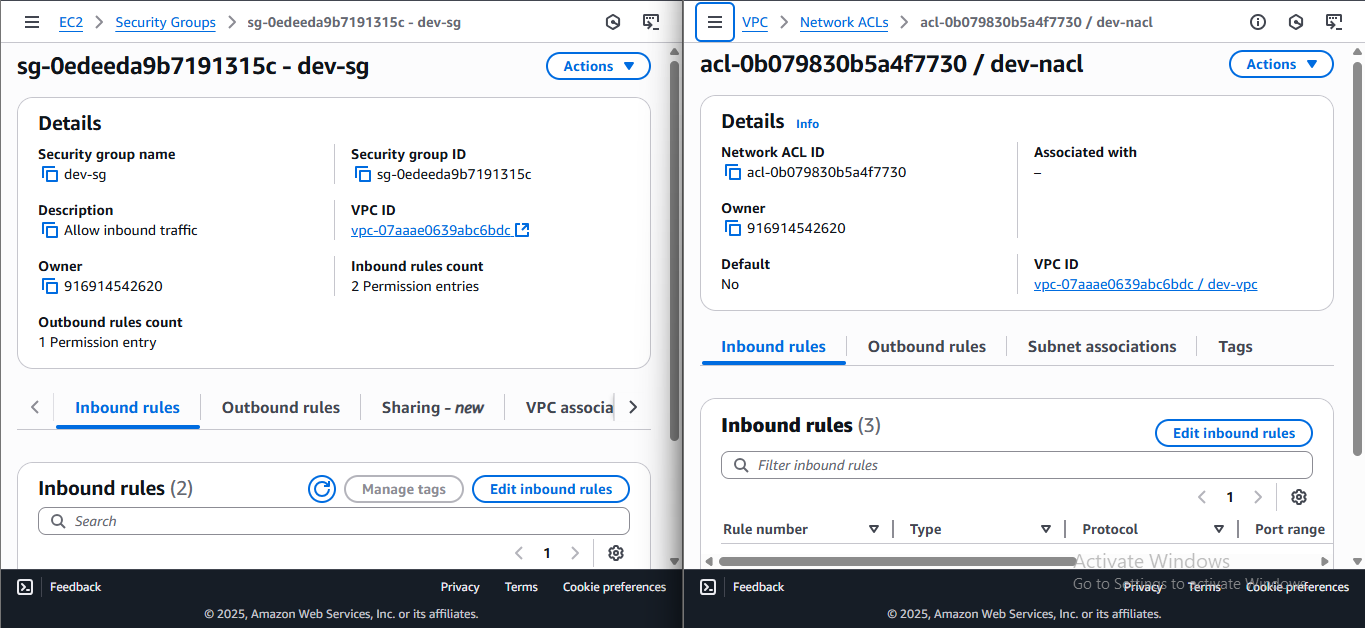 EC2 > Security Groups > sg-0edeeda9b7191315c - dev-sg
sg-0edeeda9b7191315c - dev-sg
Actions
Details
Security group name
dev-sg
Security group ID
sg-0edeeda9b7191315c
Description
Allow inbound traffic
VPC ID
vpc-07aaae0639abc6bdc
Owner
916914542620
Inbound rules count
2 Permission entries
Outbound rules count
1 Permission entry
Inbound rules
Outbound rules
Sharing - new
VPC associa
Inbound rules (2)
Manage tags
Edit inbound rules
Search
1
Feedback
Privacy
Terms
Cookie preferences
© 2025, Amazon Web Services, Inc. or its affiliates.
VPC > Network ACLs > acl-0b079830b5a4f7730 / dev-nacl
acl-0b079830b5a4f7730 / dev-nacl
Actions
Details Info
Network ACL ID
acl-0b079830b5a4f7730
Associated with
–
Owner
916914542620
Default
No
VPC ID
vpc-07aaae0639abc6bdc / dev-vpc
Inbound rules
Outbound rules
Subnet associations
Tags
Inbound rules (3)
Edit inbound rules
Filter inbound rules
1
Rule number
Type
Protocol
Port range
Activate Windows
Go to Settings to activate Windows.
Feedback
Privacy
Terms
Cookie preferences
© 2025, Amazon Web Services, Inc. or its affiliates.